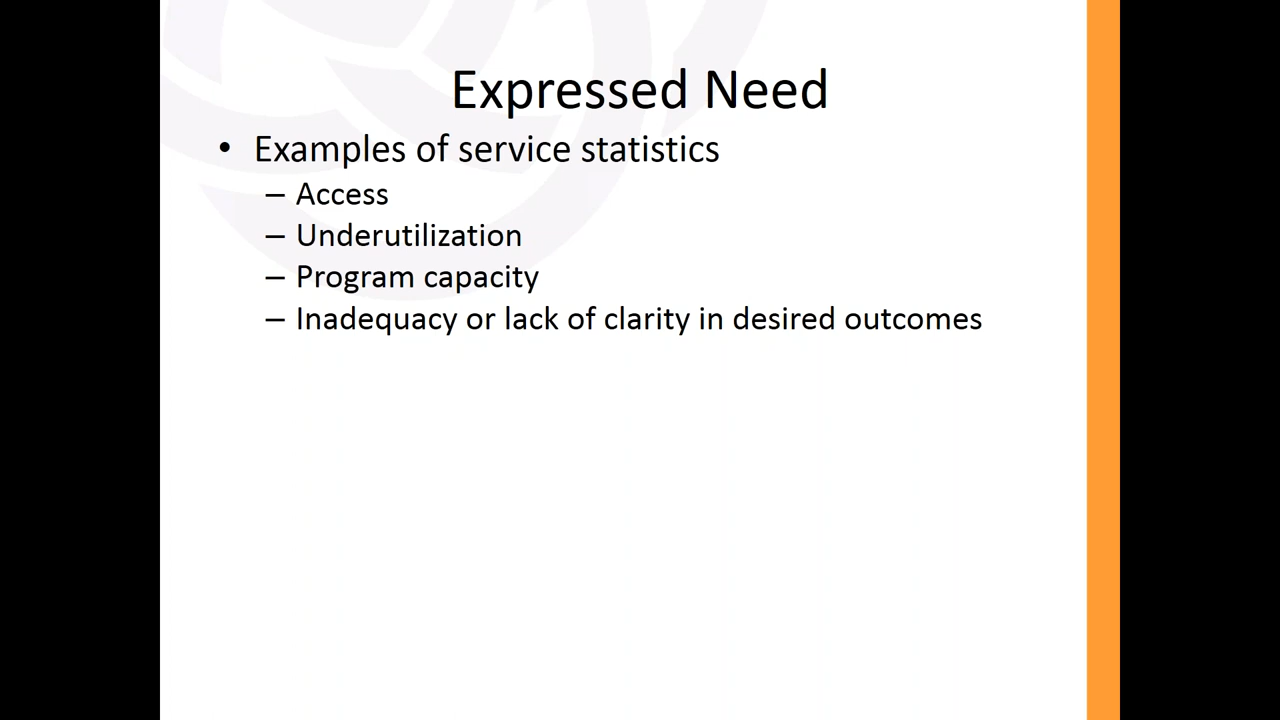 Expressed Need
• Examples of service statistics
– Access
– Underutilization
– Program capacity
– Inadequacy or lack of clarity in desired outcomes